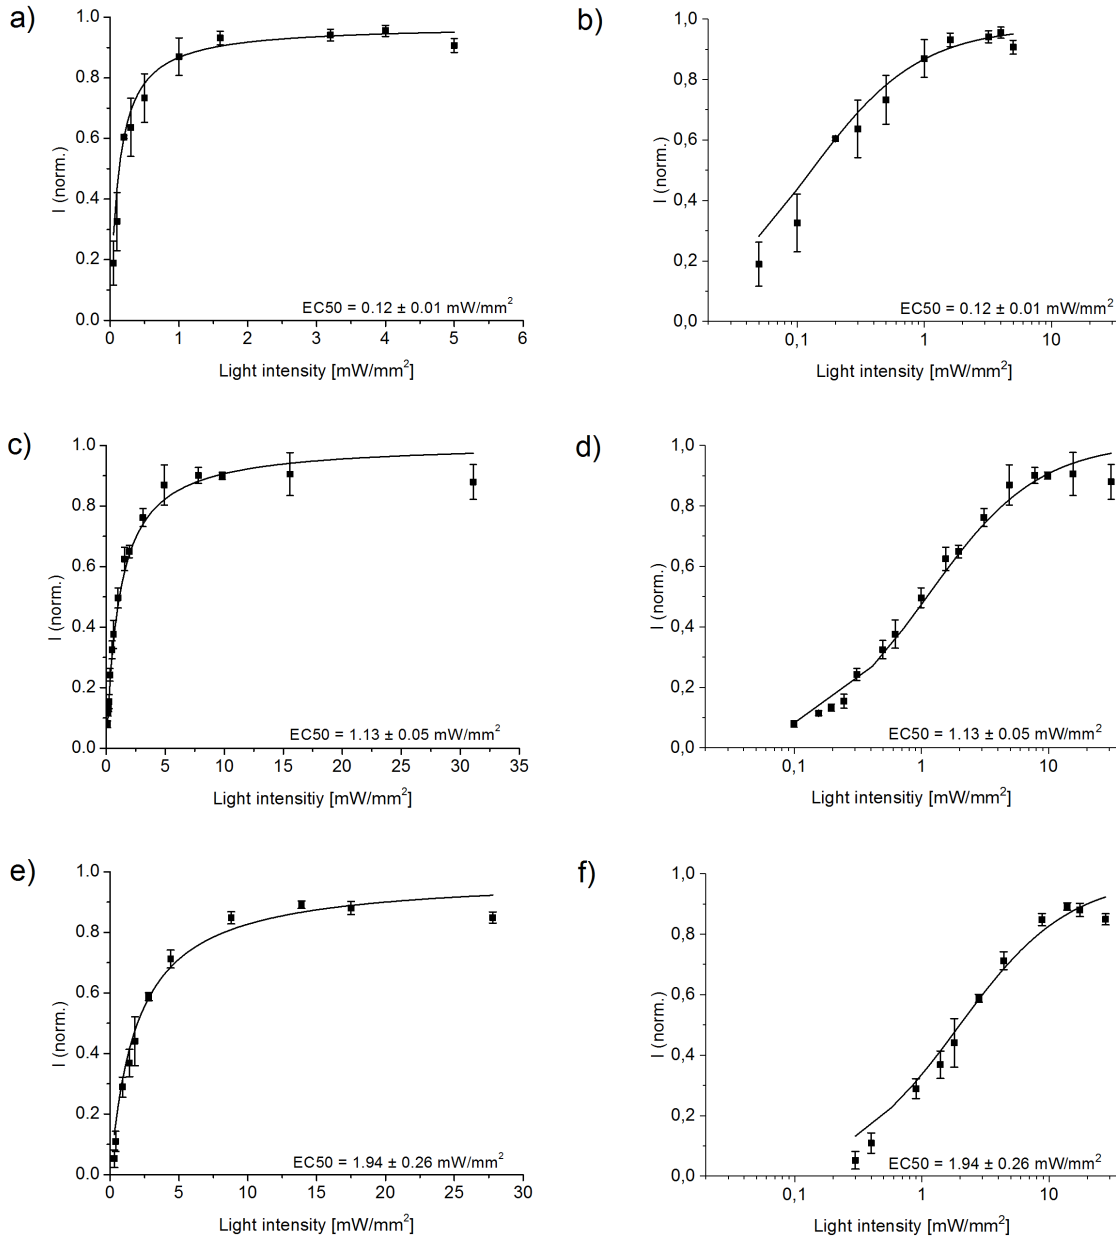 a)
1.0
0.8
0.6
0.4
0.2
0.0
I (norm.)
EC50 = 0.12 ± 0.01 mW/mm²
0 1 2 3 4 5 6
Light intensity [mW/mm²]
b)
1,0
0,8
0,6
0,4
0,2
0,0
I (norm.)
EC50 = 0.12 ± 0.01 mW/mm²
0,1 1 10
Light intensity [mW/mm²]
c)
1.0
0.8
0.6
0.4
0.2
0.0
I (norm.)
EC50 = 1.13 ± 0.05 mW/mm²
0 5 10 15 20 25 30 35
Light intensitiy [mW/mm²]
d)
1,0
0,8
0,6
0,4
0,2
0,0
I (norm.)
EC50 = 1.13 ± 0.05 mW/mm²
0,1 1 10
Light intensitiy [mW/mm²]
e)
1.0
0.8
0.6
0.4
0.2
0.0
I (norm.)
EC50 = 1.94 ± 0.26 mW/mm²
0 5 10 15 20 25 30
Light intensity [mW/mm²]
f)
1,0
0,8
0,6
0,4
0,2
0,0
I (norm.)
EC50 = 1.94 ± 0.26 mW/mm²
0,1 1 10
Light intensity [mW/mm²]